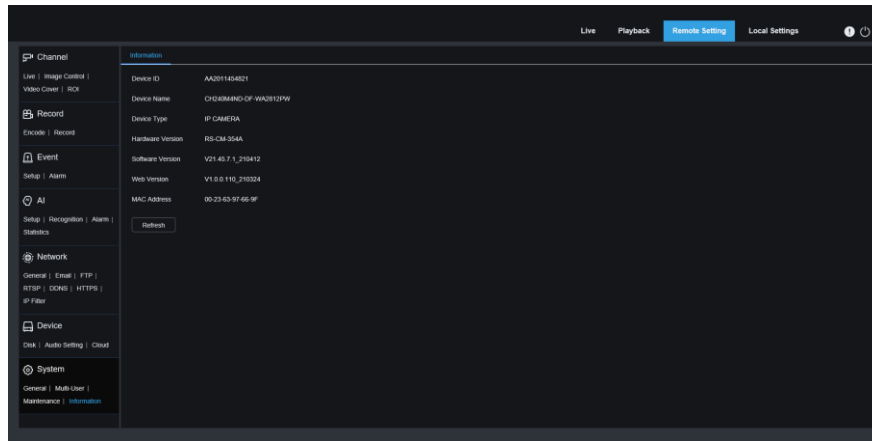 Live Playback Remote Setting Local Settings
Channel
Live | Image Control |
Video Cover | ROI
Record
Encode | Record
Event
Setup | Alarm
AI
Setup | Recognition | Alarm |
Statistics
Network
General | Email | FTP |
RTSP | DDNS | HTTPS |
IP Filter
Device
Disk | Audio Setting | Cloud
System
General | Multi-User |
Maintenance | Information
Information
Device ID AA2011454821
Device Name CH240M4ND-DF-WA2812PW
Device Type IP CAMERA
Hardware Version RS-CM-354A
Software Version V21.45.7.1_210412
Web Version V1.0.0.110_210324
MAC Address 00-23-63-97-66-9F
Refresh